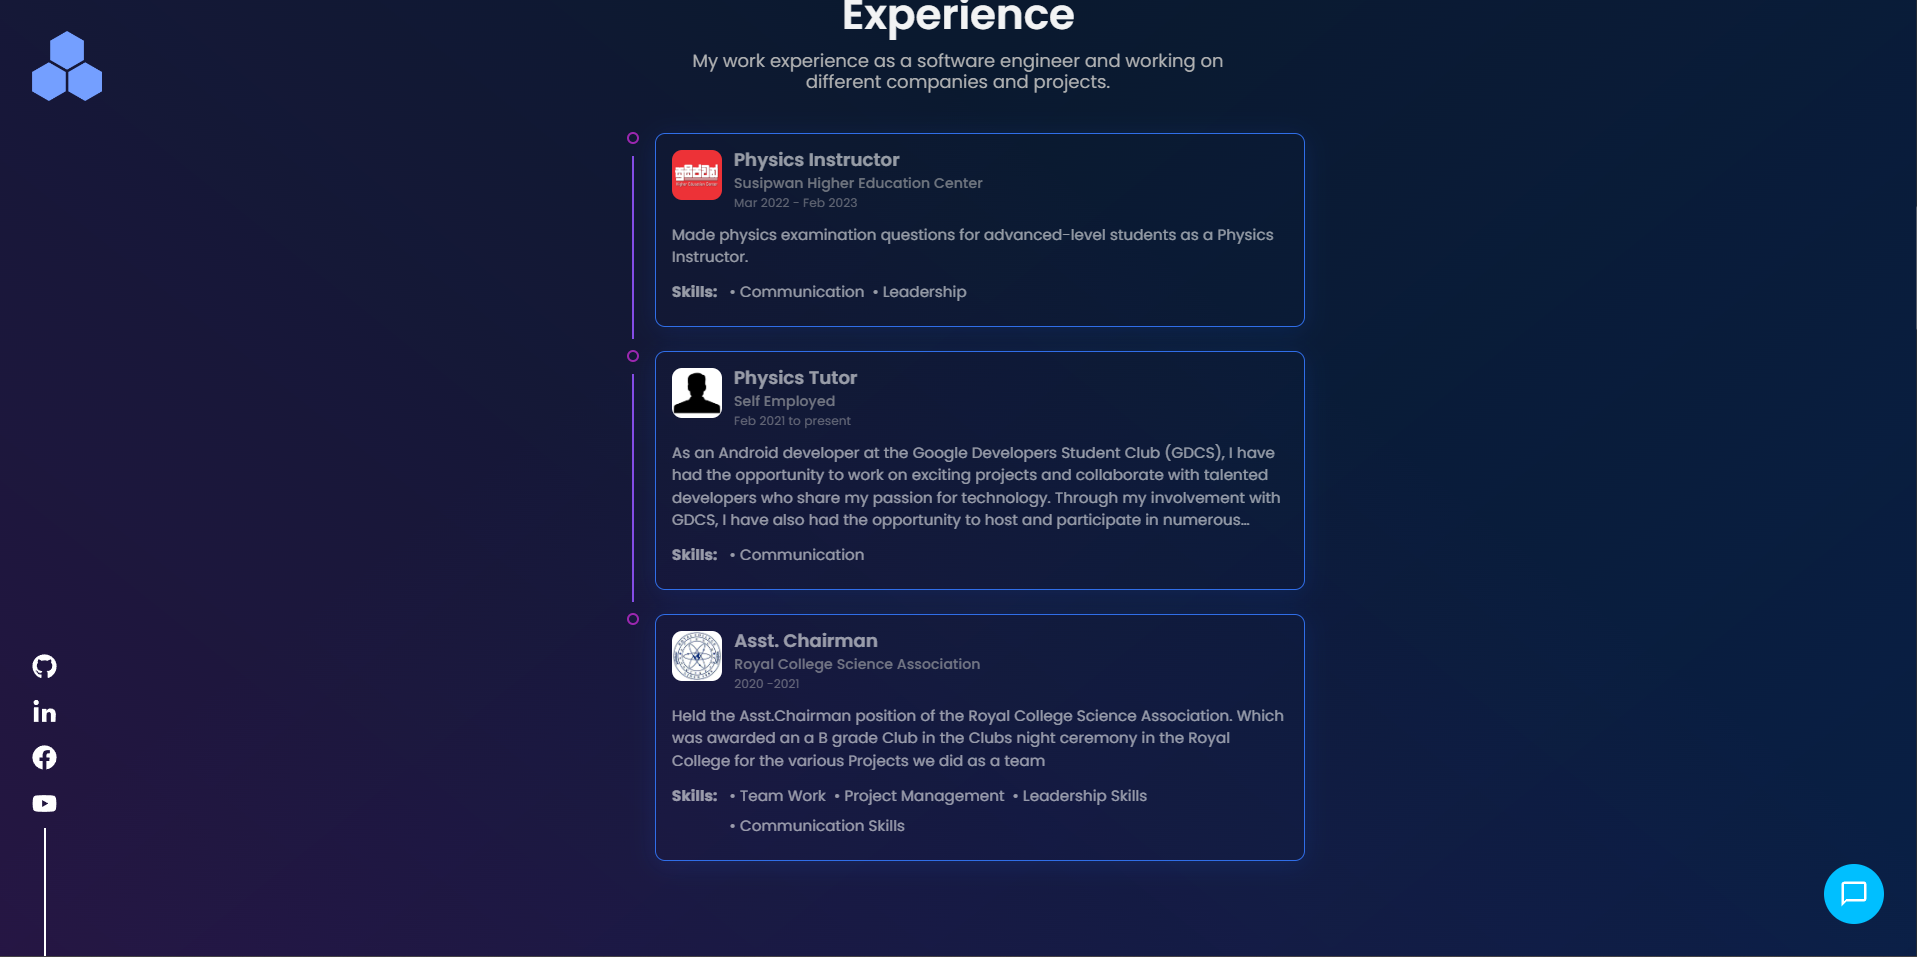 Experience
My work experience as a software engineer and working on
different companies and projects.
සුසිප්වන්
Higher Education Center
Physics Instructor
Susipwan Higher Education Center
Mar 2022 - Feb 2023
Made physics examination questions for advanced-level students as a Physics
Instructor.
Skills: • Communication • Leadership
Physics Tutor
Self Employed
Feb 2021 to present
As an Android developer at the Google Developers Student Club (GDCS), I have
had the opportunity to work on exciting projects and collaborate with talented
developers who share my passion for technology. Through my involvement with
GDCS, I have also had the opportunity to host and participate in numerous...
Skills: • Communication
Asst. Chairman
Royal College Science Association
2020 -2021
Held the Asst.Chairman position of the Royal College Science Association. Which
was awarded an a B grade Club in the Clubs night ceremony in the Royal
College for the various Projects we did as a team
Skills: • Team Work • Project Management • Leadership Skills
• Communication Skills
in